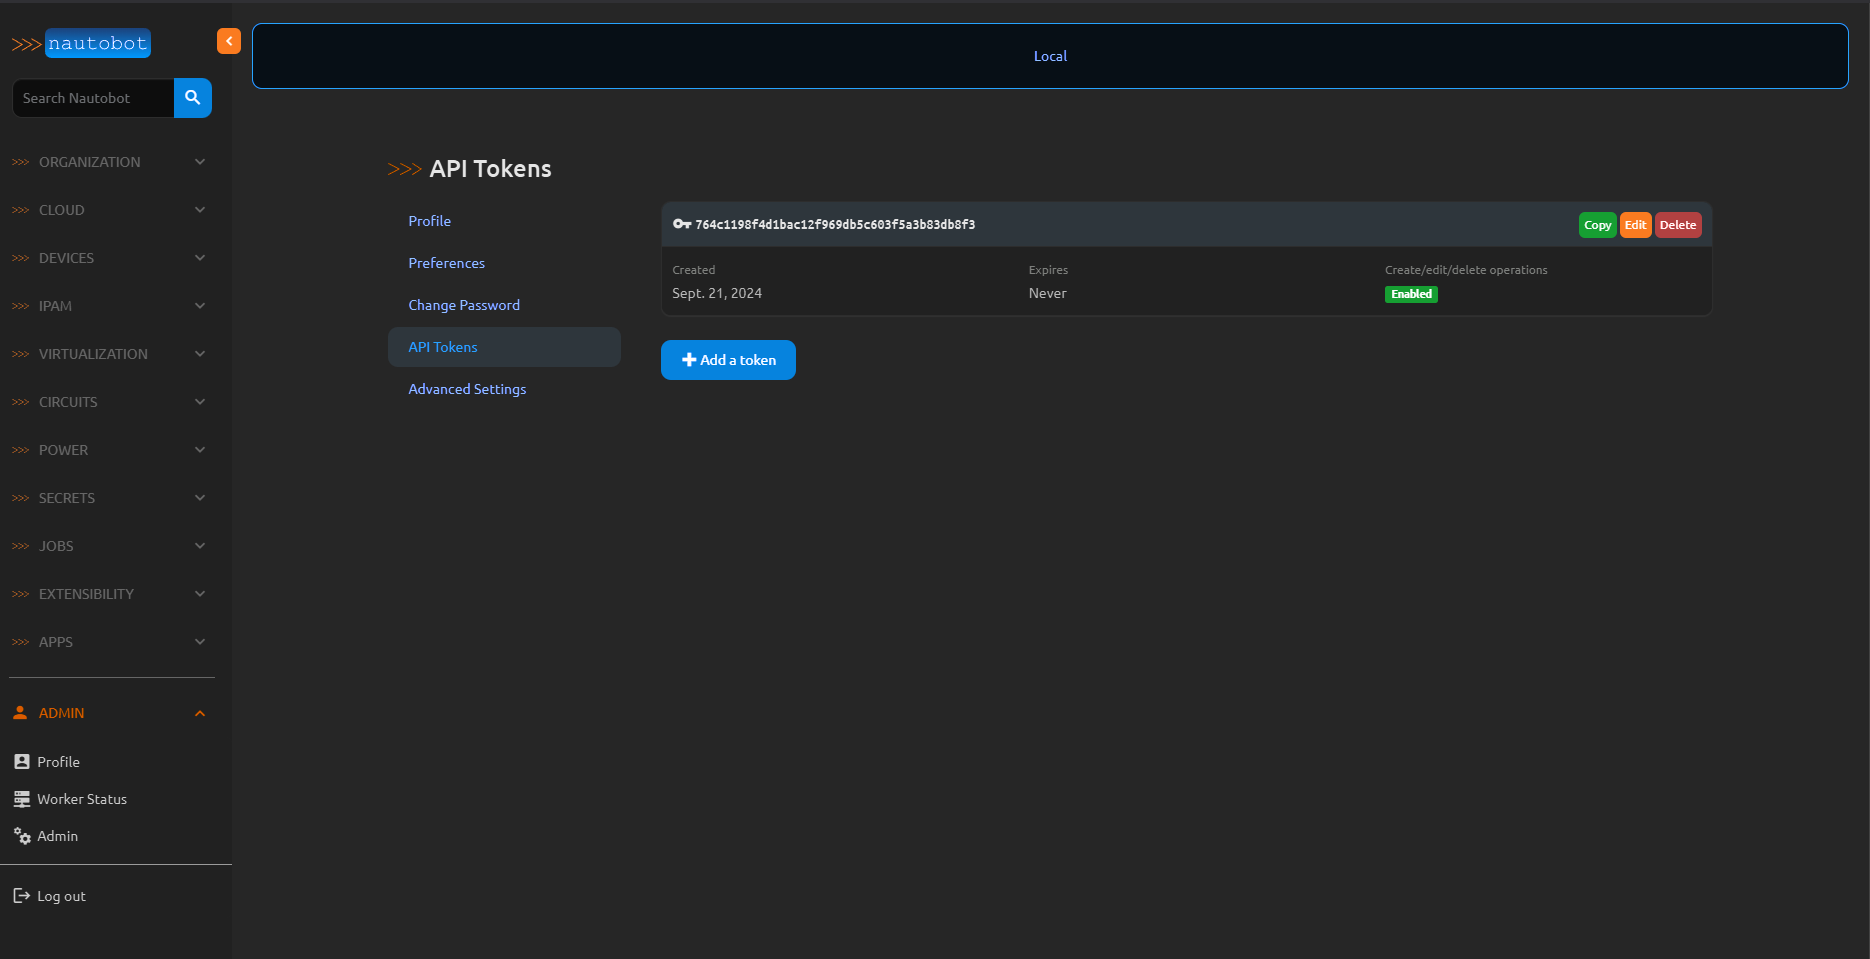 >>> nautobot
Search Nautobot
>>> ORGANIZATION
>>> CLOUD
>>> DEVICES
>>> IPAM
>>> VIRTUALIZATION
>>> CIRCUITS
>>> POWER
>>> SECRETS
>>> JOBS
>>> EXTENSIBILITY
>>> APPS
ADMIN
Profile
Worker Status
Admin
Log out
Local
>>> API Tokens
Profile
Preferences
Change Password
API Tokens
Advanced Settings
764c1198f4d1bac12f969db5c603f5a3b83db8f3
Copy Edit Delete
Created Expires Create/edit/delete operations
Sept. 21, 2024 Never Enabled
Add a token